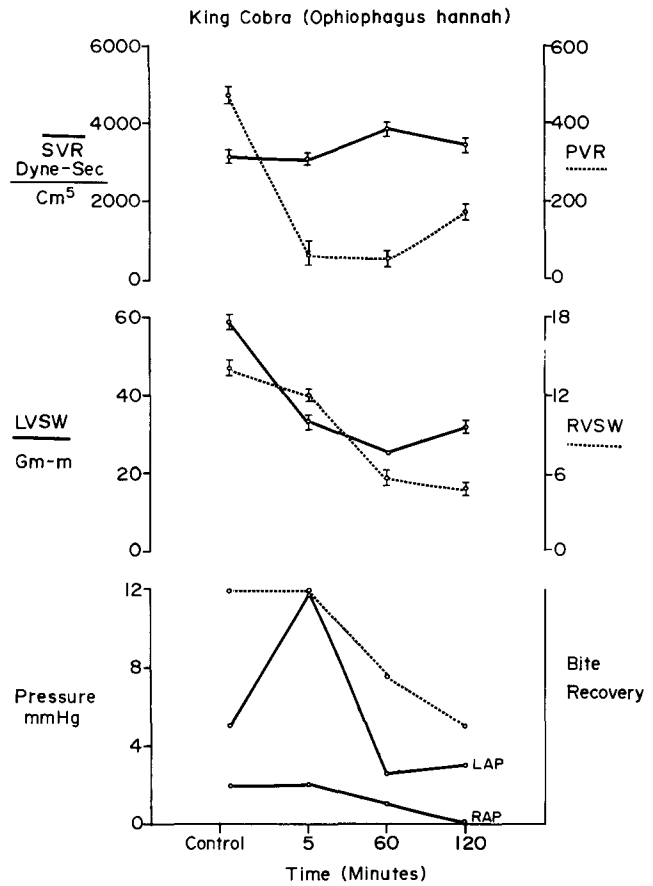 King Cobra (Ophiophagus hannah)
6000
4000
2000
0
SVR
Dyne-Sec
Cm5
600
400
200
0
PVR
60
40
20
0
LVSW
Gm-m
18
12
6
0
RVSW
12
8
4
0
Pressure
mmHg
Bite
Recovery
LAP
RAP
Control 5 60 120
Time (Minutes)